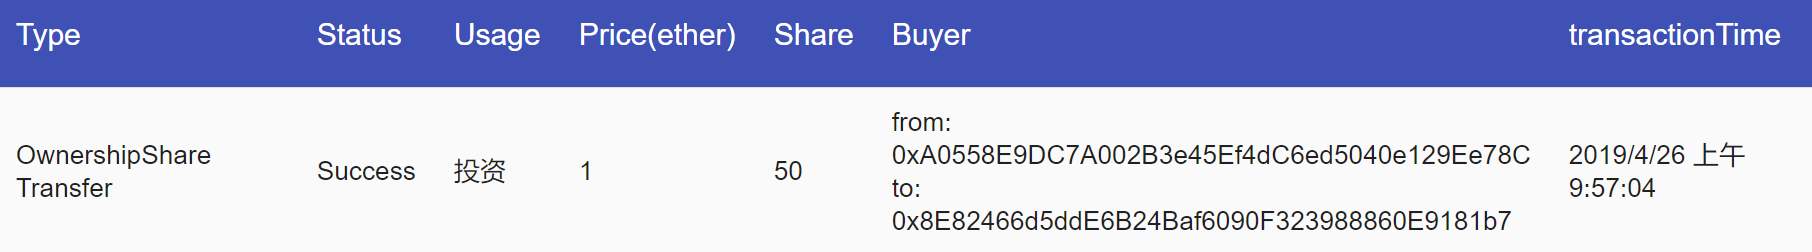 Type Status Usage Price(ether) Share Buyer transactionTime
OwnershipShare
Transfer
Success
投资
1
50
from:
0xA0558E9DC7A002B3e45Ef4dC6ed5040e129Ee78C
to:
0x8E82466d5ddE6B24Baf6090F323988860E9181b7
2019/4/26 上午
9:57:04